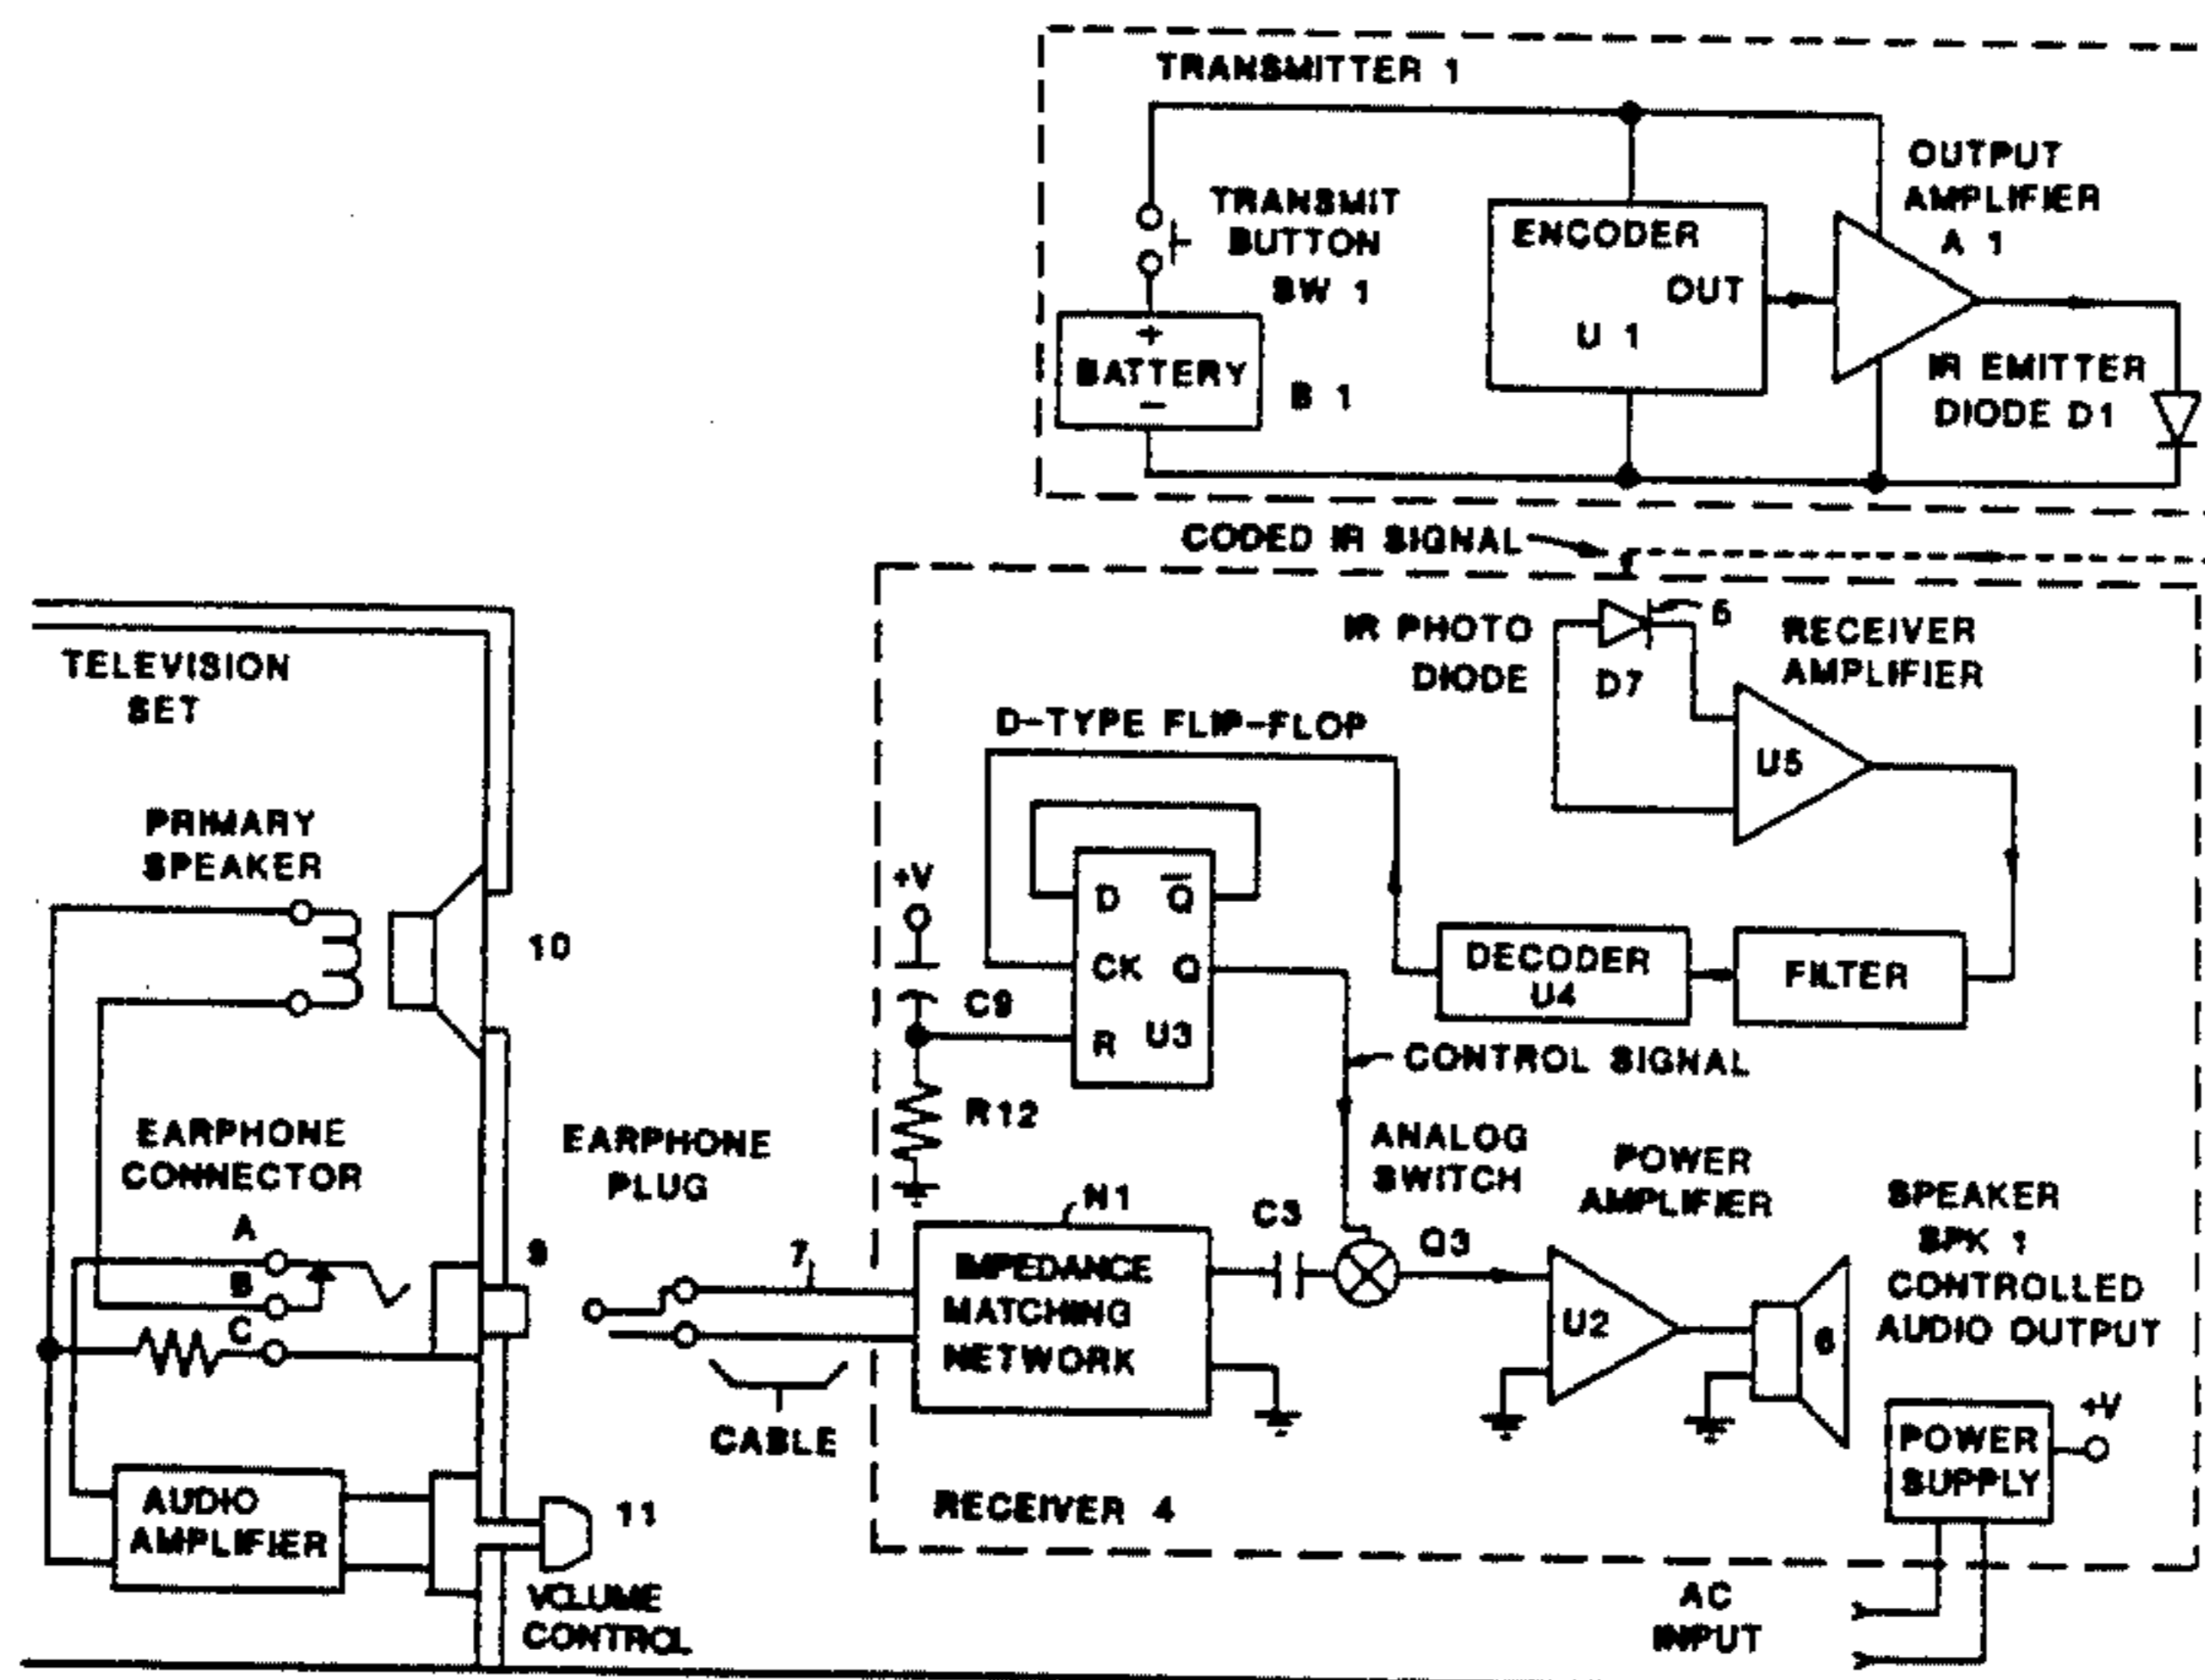 TRANSMITTER 1
OUTPUT
AMPLIFIER
A 1
TRANSMIT
BUTTON
SW 1
ENCODER
OUT
U 1
+
BATTERY
−
B 1
IR EMITTER
DIODE D1
CODED IR SIGNAL
TELEVISION
SET
IR PHOTO
DIODE
5
D7
RECEIVER
AMPLIFIER
U5
D-TYPE FLIP-FLOP
PRIMARY
SPEAKER
10
+V
D Q̅
CK Q
R U3
C9
R12
DECODER
U4
FILTER
CONTROL SIGNAL
EARPHONE
CONNECTOR
A
B
C
9
EARPHONE
PLUG
7
CABLE
N1
IMPEDANCE
MATCHING
NETWORK
C3
ANALOG
SWITCH
Q3
POWER
AMPLIFIER
U2
SPEAKER
SPK 1
CONTROLLED
AUDIO OUTPUT
6
POWER
SUPPLY
+V
AUDIO
AMPLIFIER
11
VOLUME
CONTROL
RECEIVER 4
AC
INPUT